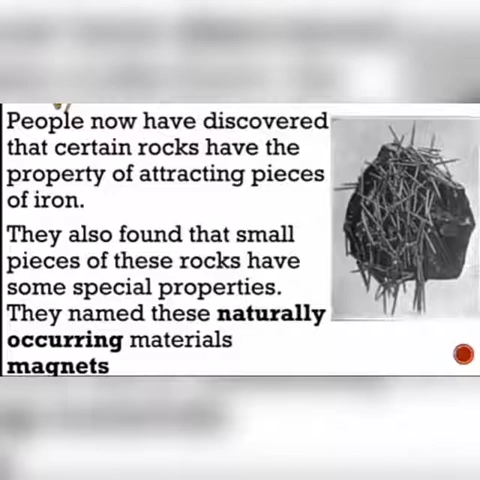 People now have discovered
that certain rocks have the
property of attracting pieces
of iron.
They also found that small
pieces of these rocks have
some special properties.
They named these naturally
occurring materials
magnets